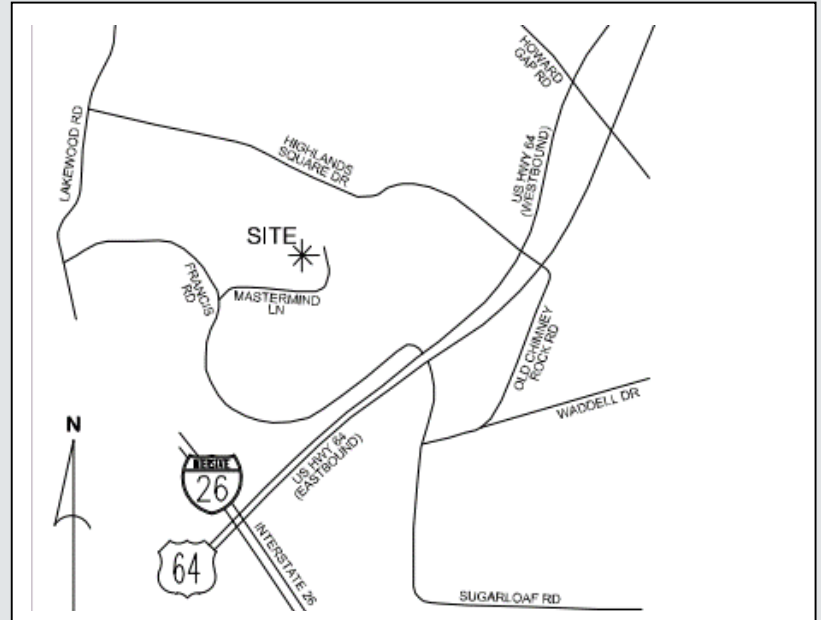 HOWARD
GAP RD
LAKEWOOD RD
HIGHLANDS
SQUARE DR
US HWY 64
(WESTBOUND)
SITE
FRANCIS
RD
MASTERMIND
LN
OLD CHIMNEY
ROCK RD
WADDELL DR
N
US HWY 64
(EASTBOUND)
INTERSTATE
26
INTERSTATE 26
64
SUGARLOAF RD